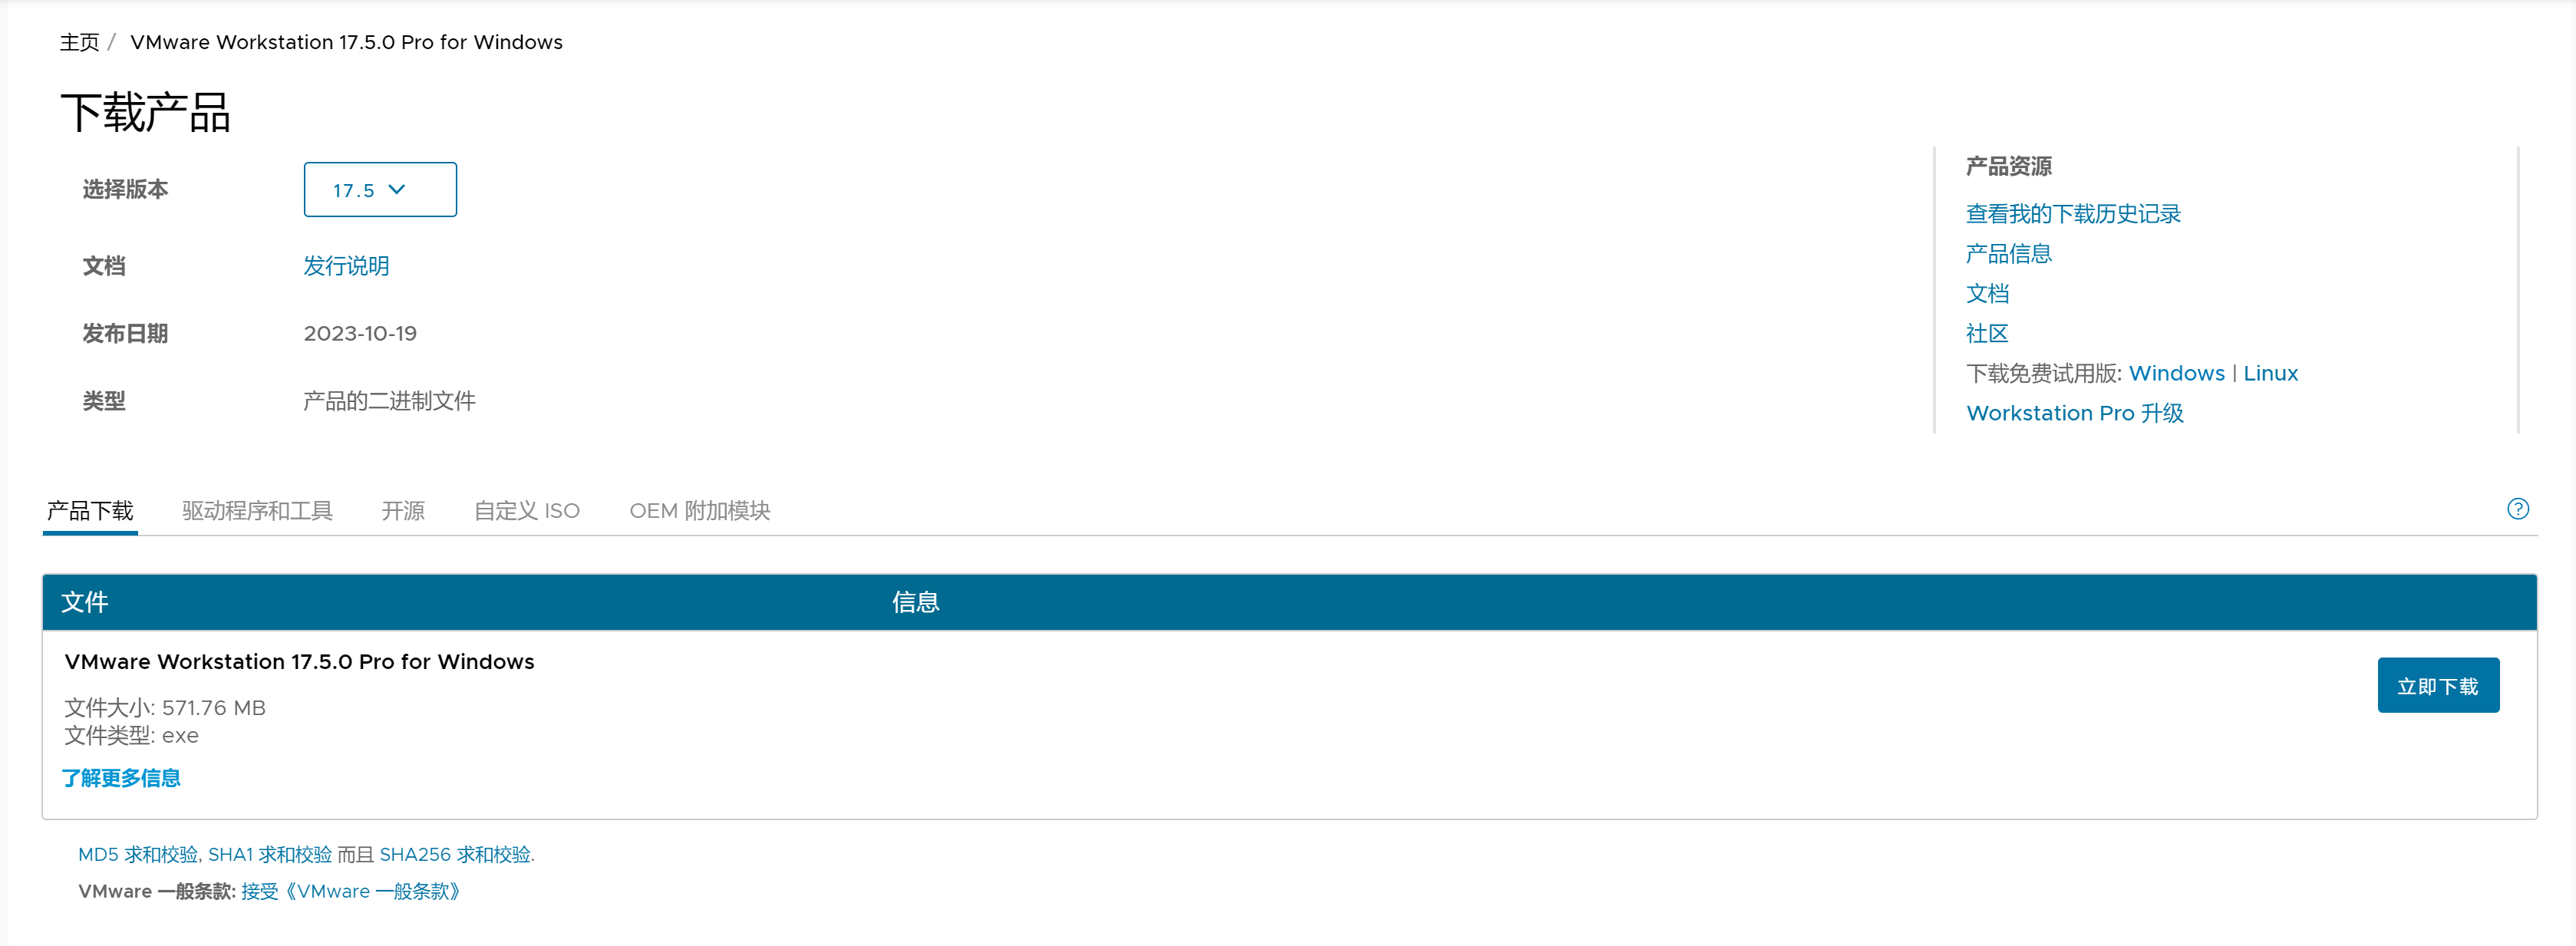 主页 / VMware Workstation 17.5.0 Pro for Windows
下载产品
选择版本 17.5
文档 发行说明
发布日期 2023-10-19
类型 产品的二进制文件
产品资源
查看我的下载历史记录
产品信息
文档
社区
下载免费试用版: Windows | Linux
Workstation Pro 升级
产品下载 驱动程序和工具 开源 自定义 ISO OEM 附加模块 ?
文件 信息
VMware Workstation 17.5.0 Pro for Windows
文件大小: 571.76 MB
文件类型: exe
立即下载
了解更多信息
MD5 求和校验, SHA1 求和校验 而且 SHA256 求和校验.
VMware 一般条款: 接受《VMware 一般条款》